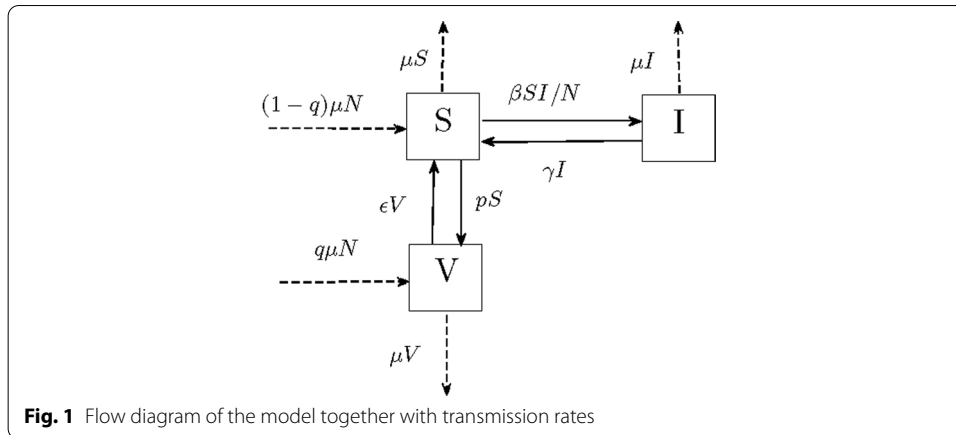 μS
μI
(1 − q)μN
βSI/N
S
I
γI
ϵV
pS
qμN
V
μV
Fig. 1 Flow diagram of the model together with transmission rates